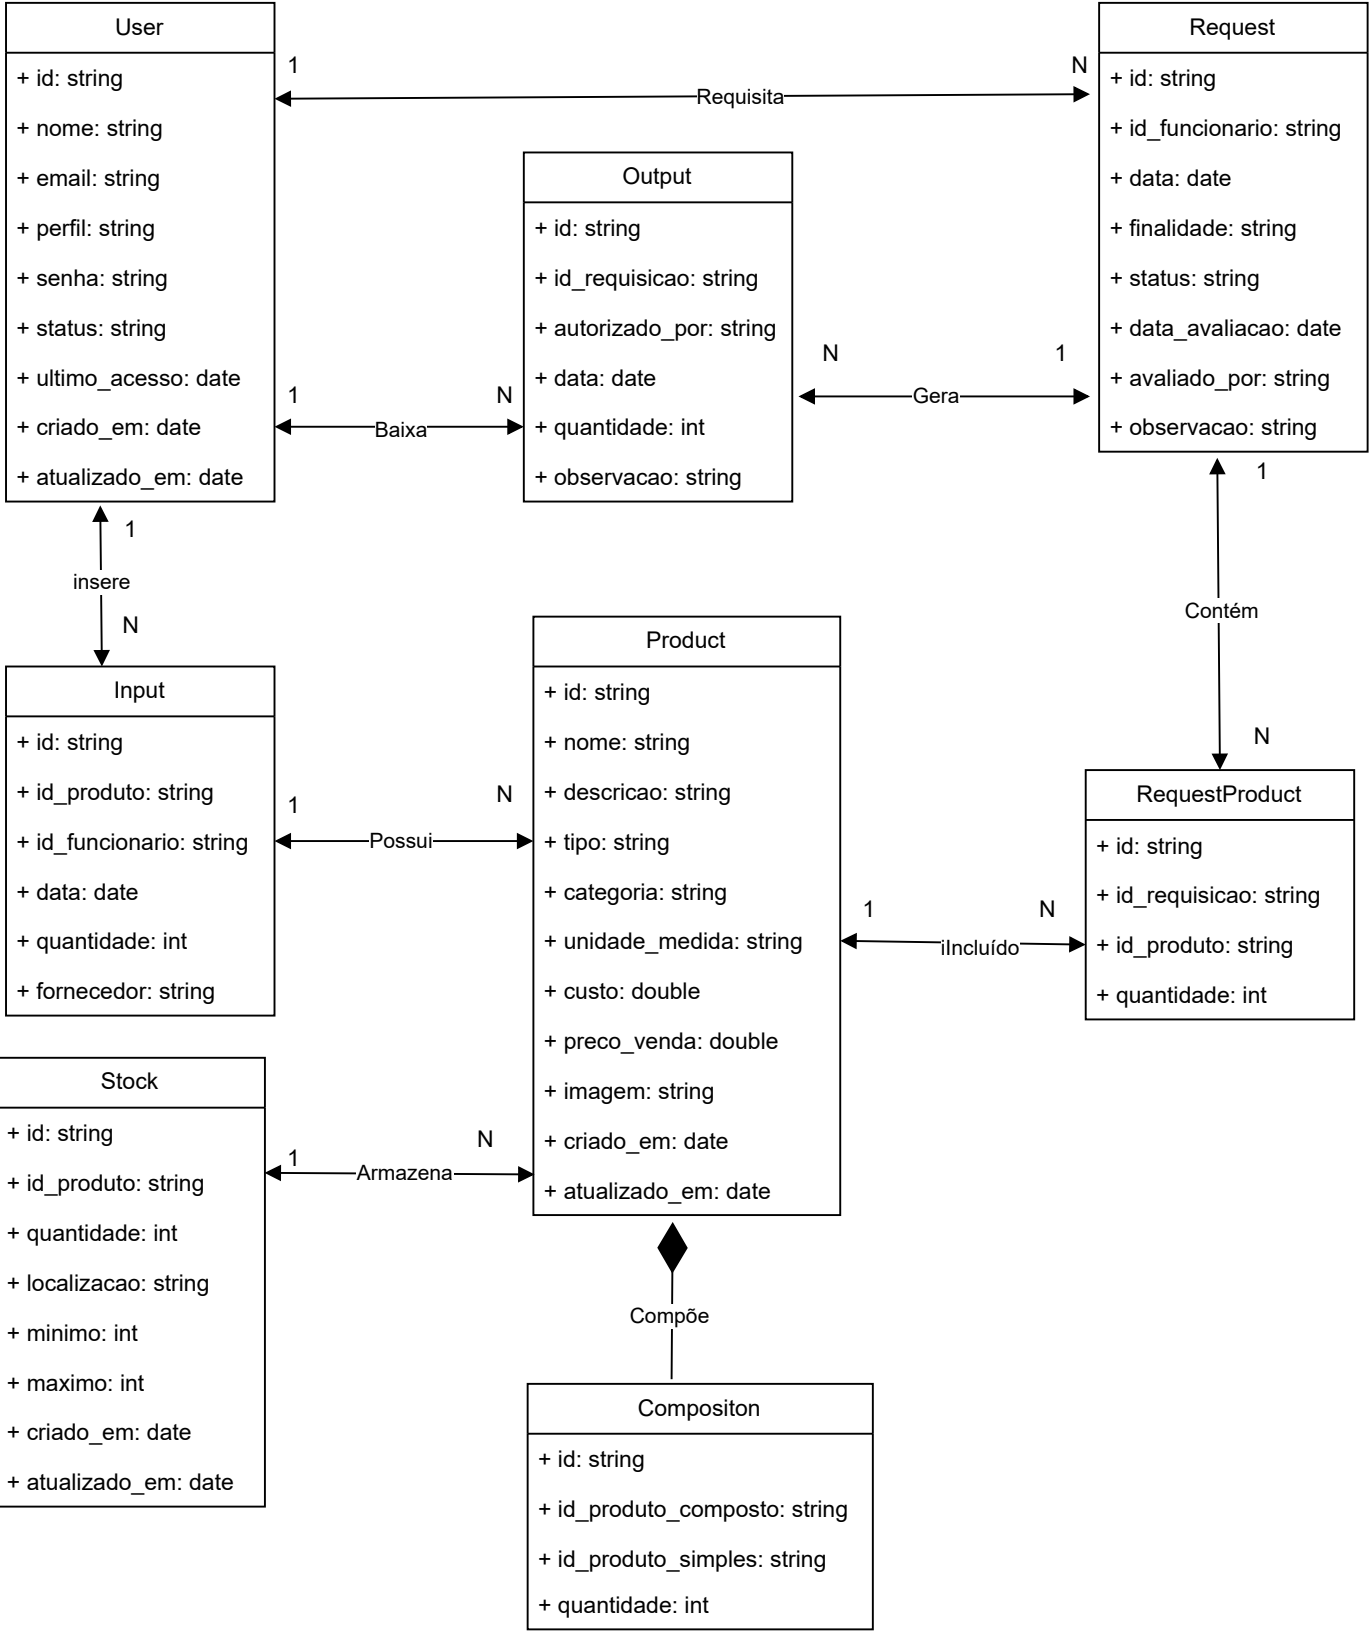 User
+ id: string
+ nome: string
+ email: string
+ perfil: string
+ senha: string
+ status: string
+ ultimo_acesso: date
+ criado_em: date
+ atualizado_em: date
1
Requisita
N
Request
+ id: string
+ id_funcionario: string
+ data: date
+ finalidade: string
+ status: string
+ data_avaliacao: date
+ avaliado_por: string
+ observacao: string
Output
+ id: string
+ id_requisicao: string
+ autorizado_por: string
+ data: date
+ quantidade: int
+ observacao: string
1
Baixa
N
N
Gera
1
1
insere
N
1
Contém
N
Input
+ id: string
+ id_produto: string
+ id_funcionario: string
+ data: date
+ quantidade: int
+ fornecedor: string
1
Possui
N
Product
+ id: string
+ nome: string
+ descricao: string
+ tipo: string
+ categoria: string
+ unidade_medida: string
+ custo: double
+ preco_venda: double
+ imagem: string
+ criado_em: date
+ atualizado_em: date
1
iIncluído
N
RequestProduct
+ id: string
+ id_requisicao: string
+ id_produto: string
+ quantidade: int
Stock
+ id: string
+ id_produto: string
+ quantidade: int
+ localizacao: string
+ minimo: int
+ maximo: int
+ criado_em: date
+ atualizado_em: date
1
Armazena
N
Compõe
Compositon
+ id: string
+ id_produto_composto: string
+ id_produto_simples: string
+ quantidade: int